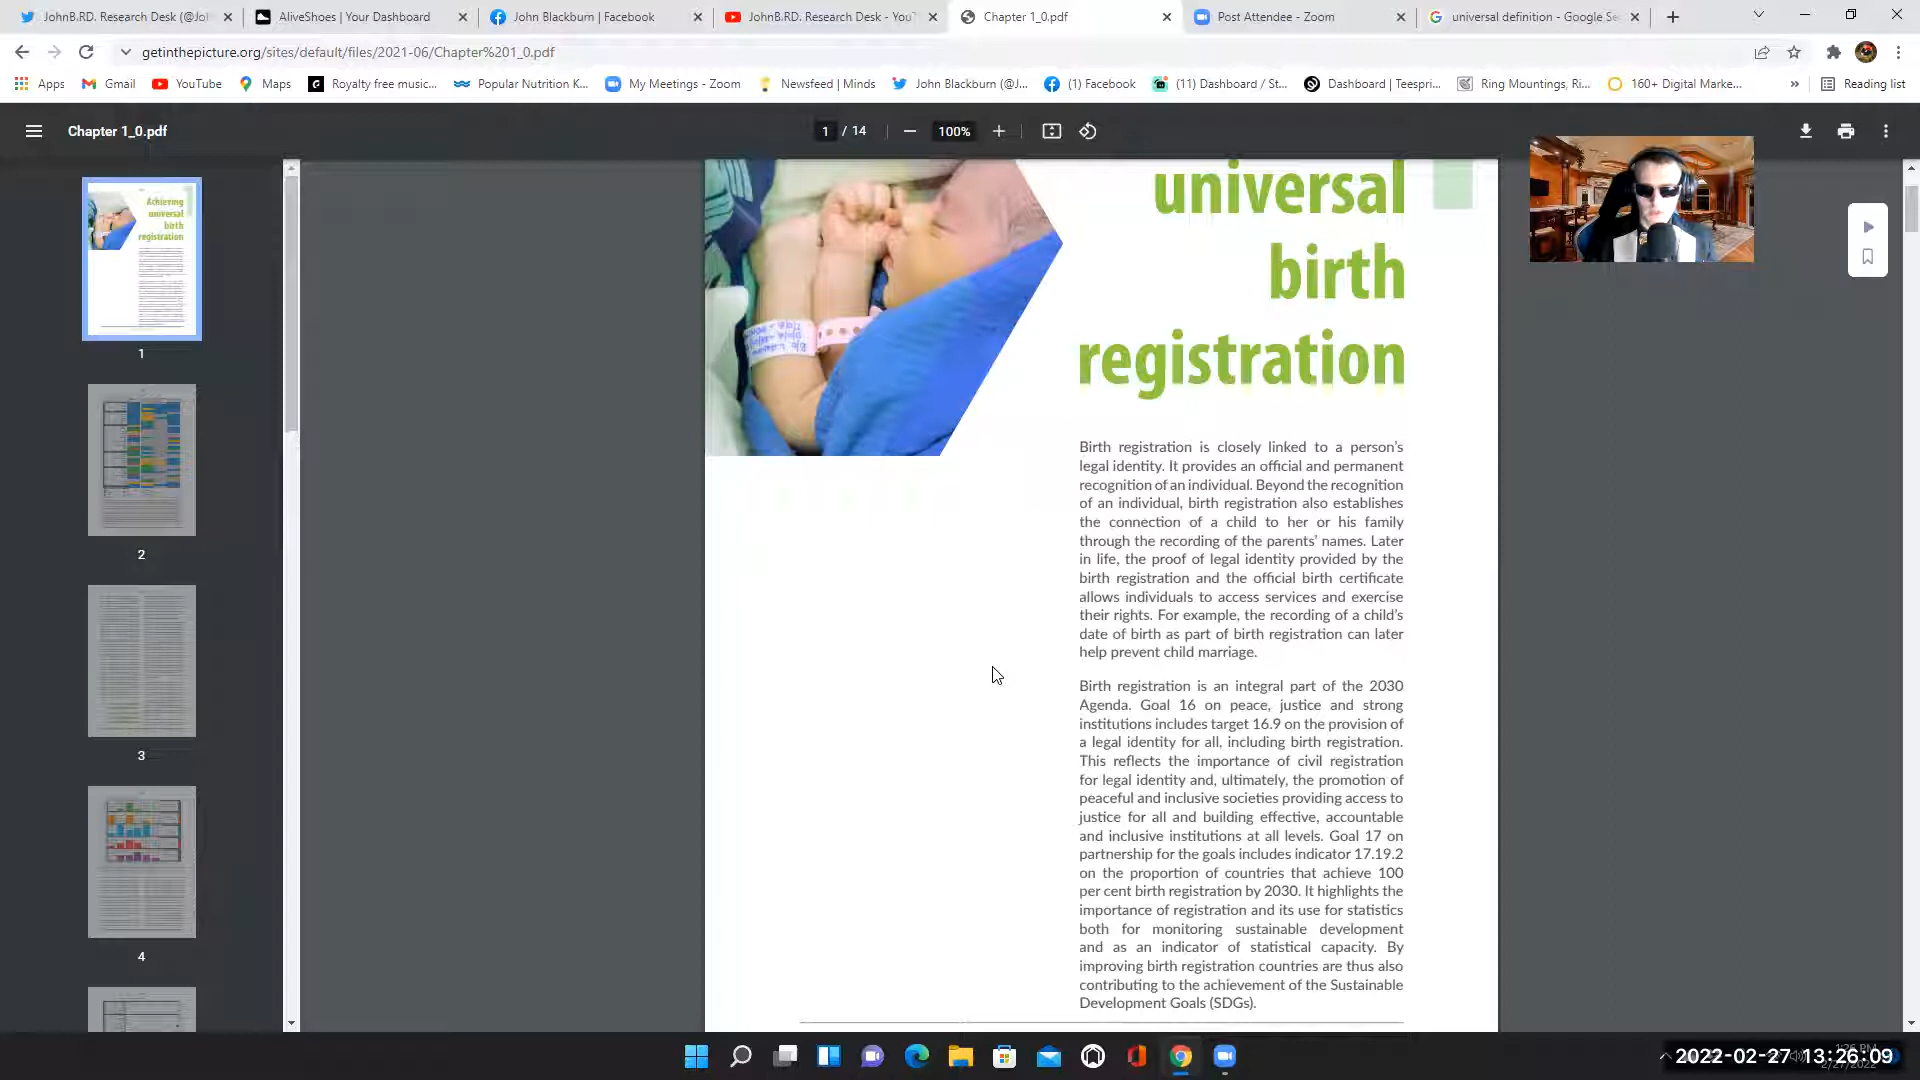 JohnB.RD. Research Desk (@Jol
AliveShoes | Your Dashboard
John Blackburn | Facebook
JohnB.RD. Research Desk - You
Chapter 1_0.pdf
Post Attendee - Zoom
universal definition - Google Se
getinthepicture.org/sites/default/files/2021-06/Chapter%201_0.pdf
Apps
Gmail
YouTube
Maps
Royalty free music...
Popular Nutrition K...
My Meetings - Zoom
Newsfeed | Minds
John Blackburn (@J...
(1) Facebook
(11) Dashboard / St...
Dashboard | Teespri...
Ring Mountings, Ri...
160+ Digital Marke...
»
Reading list
Chapter 1_0.pdf
1 / 14
100%
Achieving
universal
birth
registration
1
2
3
4
universal
birth
registration
Birth registration is closely linked to a person's
legal identity. It provides an official and permanent
recognition of an individual. Beyond the recognition
of an individual, birth registration also establishes
the connection of a child to her or his family
through the recording of the parents' names. Later
in life, the proof of legal identity provided by the
birth registration and the official birth certificate
allows individuals to access services and exercise
their rights. For example, the recording of a child's
date of birth as part of birth registration can later
help prevent child marriage.
Birth registration is an integral part of the 2030
Agenda. Goal 16 on peace, justice and strong
institutions includes target 16.9 on the provision of
a legal identity for all, including birth registration.
This reflects the importance of civil registration
for legal identity and, ultimately, the promotion of
peaceful and inclusive societies providing access to
justice for all and building effective, accountable
and inclusive institutions at all levels. Goal 17 on
partnership for the goals includes indicator 17.19.2
on the proportion of countries that achieve 100
per cent birth registration by 2030. It highlights the
importance of registration and its use for statistics
both for monitoring sustainable development
and as an indicator of statistical capacity. By
improving birth registration countries are thus also
contributing to the achievement of the Sustainable
Development Goals (SDGs).
2022-02-27 13:26:09